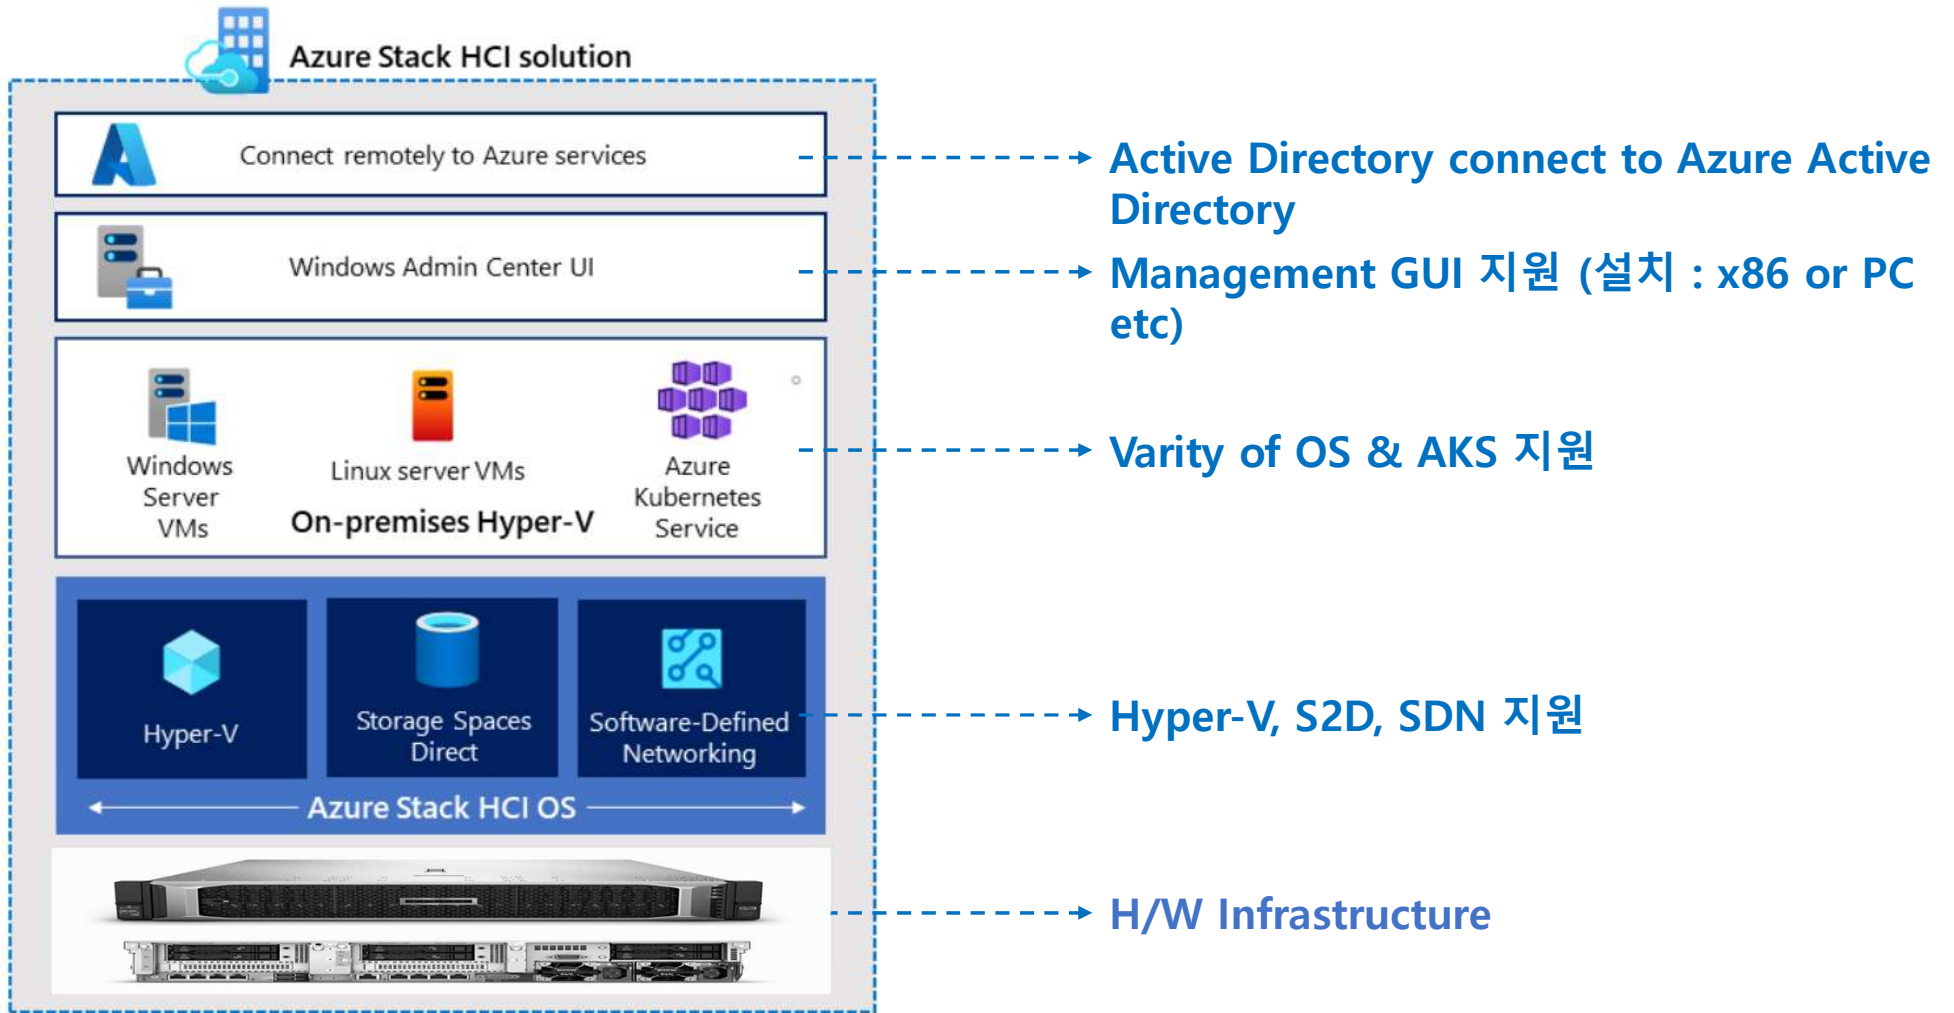 Azure Stack HCI solution
Connect remotely to Azure services
Active Directory connect to Azure Active
Directory
Windows Admin Center UI
Management GUI 지원 (설치 : x86 or PC
etc)
Windows
Server
VMs
Linux server VMs
On-premises Hyper-V
Azure
Kubernetes
Service
Varity of OS & AKS 지원
Hyper-V
Storage Spaces
Direct
Software-Defined
Networking
Hyper-V, S2D, SDN 지원
Azure Stack HCI OS
H/W Infrastructure